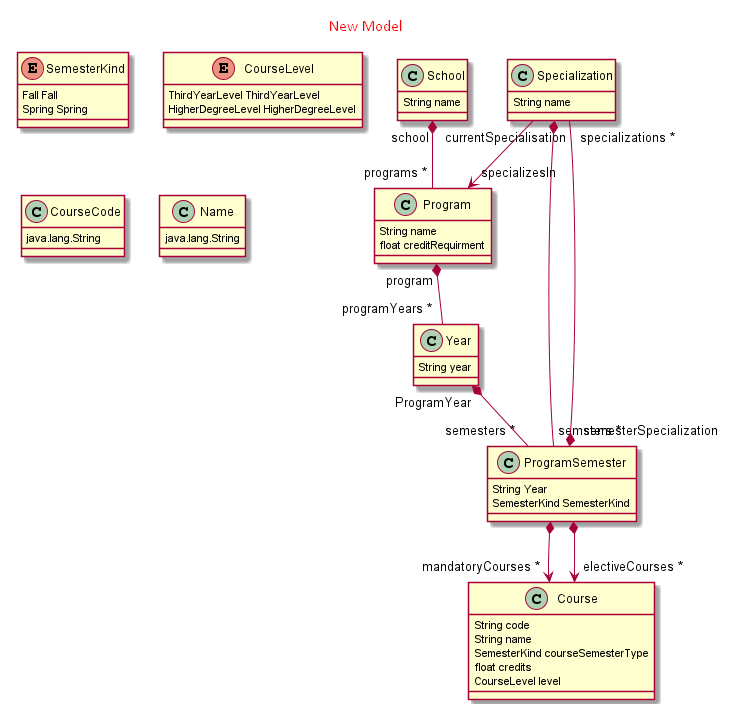 New Model
E SemesterKind
Fall Fall
Spring Spring
E CourseLevel
ThirdYearLevel ThirdYearLevel
HigherDegreeLevel HigherDegreeLevel
C School
String name
C Specialization
String name
school
currentSpecialisation
specializations *
programs *
specializesIn
C CourseCode
java.lang.String
C Name
java.lang.String
C Program
String name
float creditRequirment
program
programYears *
C Year
String year
ProgramYear
semesters *
semsters *
semesterSpecialization
C ProgramSemester
String Year
SemesterKind SemesterKind
mandatoryCourses *
electiveCourses *
C Course
String code
String name
SemesterKind courseSemesterType
float credits
CourseLevel level